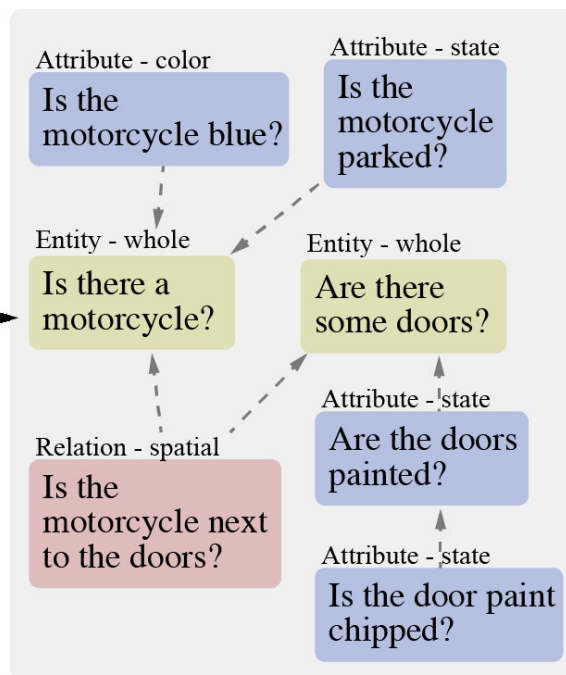 Attribute - color
Is the
motorcycle blue?
Attribute - state
Is the
motorcycle
parked?
Entity - whole
Is there a
motorcycle?
Entity - whole
Are there
some doors?
Relation - spatial
Is the
motorcycle next
to the doors?
Attribute - state
Are the doors
painted?
Attribute - state
Is the door paint
chipped?